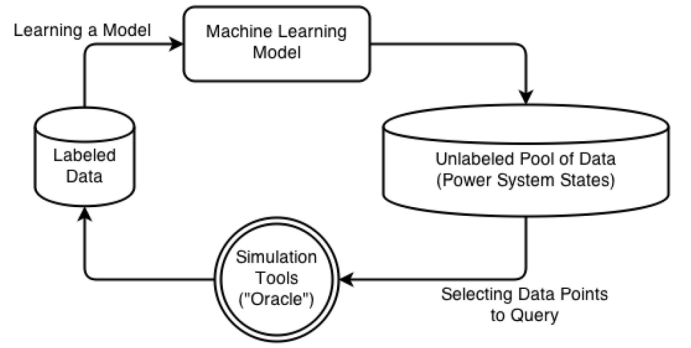 Learning a Model
Machine Learning
Model
Labeled
Data
Unlabeled Pool of Data
(Power System States)
Simulation
Tools
("Oracle")
Selecting Data Points
to Query